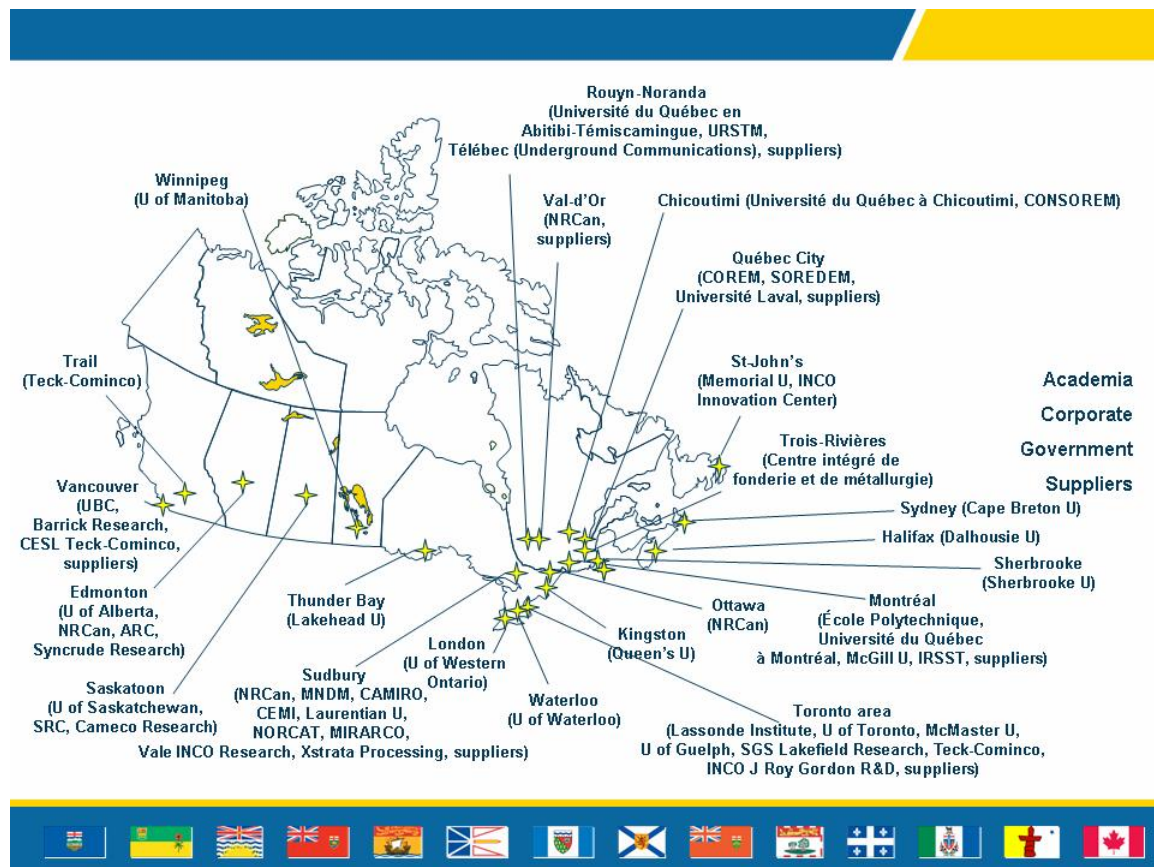 Rouyn-Noranda
(Université du Québec en
Abitibi-Témiscamingue, URSTM,
Télébec (Underground Communications), suppliers)
Winnipeg
(U of Manitoba)
Val-d'Or
(NRCan,
suppliers)
Chicoutimi (Université du Québec à Chicoutimi, CONSOREM)
Québec City
(COREM, SOREDEM,
Université Laval, suppliers)
Trail
(Teck-Cominco)
St-John's
(Memorial U, INCO
Innovation Center)
Academia
Corporate
Government
Suppliers
Trois-Rivières
(Centre intégré de
fonderie et de métallurgie)
Vancouver
(UBC,
Barrick Research,
CESL Teck-Cominco,
suppliers)
Sydney (Cape Breton U)
Halifax (Dalhousie U)
Sherbrooke
(Sherbrooke U)
Edmonton
(U of Alberta,
NRCan, ARC,
Syncrude Research)
Thunder Bay
(Lakehead U)
Ottawa
(NRCan)
Montréal
(École Polytechnique,
Université du Québec
à Montréal, McGill U, IRSST, suppliers)
London
(U of Western
Ontario)
Kingston
(Queen's U)
Saskatoon
(U of Saskatchewan,
SRC, Cameco Research)
Sudbury
(NRCan, MNDM, CAMIRO,
CEMI, Laurentian U,
NORCAT, MIRARCO,
Vale INCO Research, Xstrata Processing, suppliers)
Waterloo
(U of Waterloo)
Toronto area
(Lassonde Institute, U of Toronto, McMaster U,
U of Guelph, SGS Lakefield Research, Teck-Cominco,
INCO J Roy Gordon R&D, suppliers)